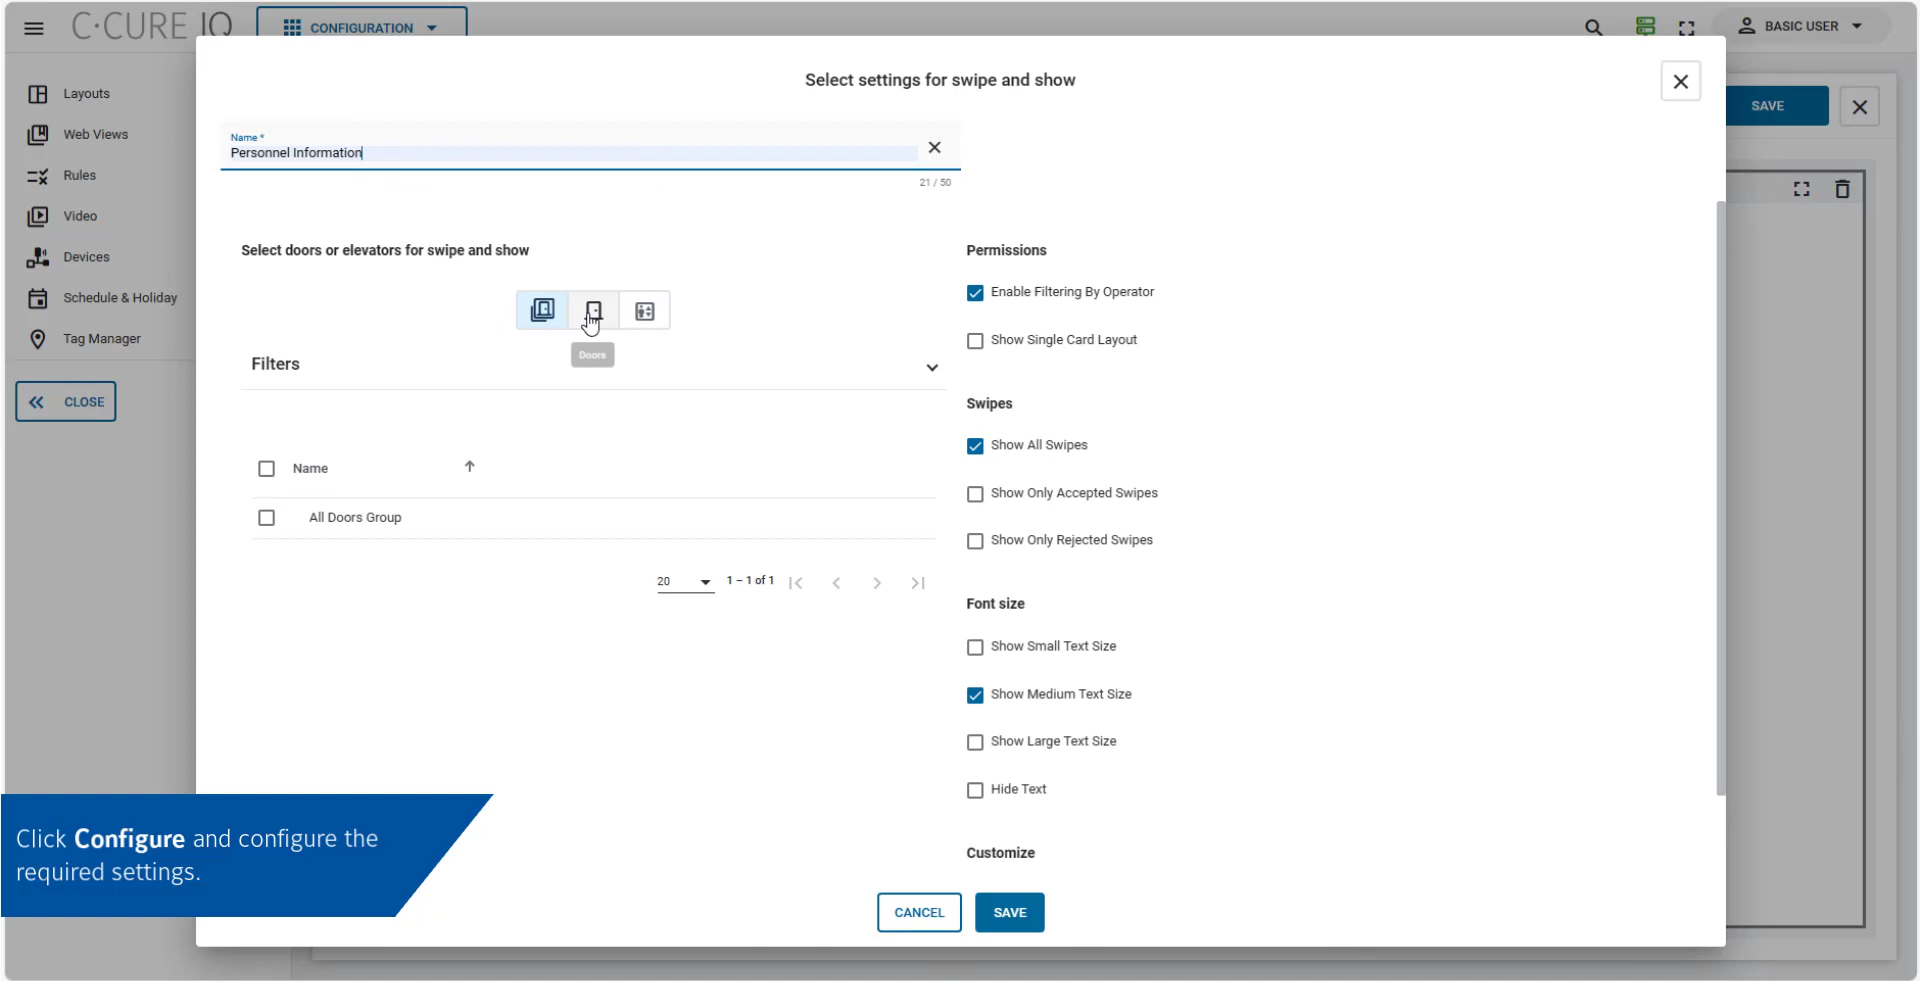 C·CURE IQ
CONFIGURATION
BASIC USER
Select settings for swipe and show
Layouts
Web Views
Rules
Video
Devices
Schedule & Holiday
Tag Manager
CLOSE
SAVE
Name *
Personnel Information
21 / 50
Select doors or elevators for swipe and show
Doors
Filters
Name
All Doors Group
20
1 – 1 of 1
Permissions
Enable Filtering By Operator
Show Single Card Layout
Swipes
Show All Swipes
Show Only Accepted Swipes
Show Only Rejected Swipes
Font size
Show Small Text Size
Show Medium Text Size
Show Large Text Size
Hide Text
Customize
CANCEL
SAVE
Click Configure and configure the
required settings.